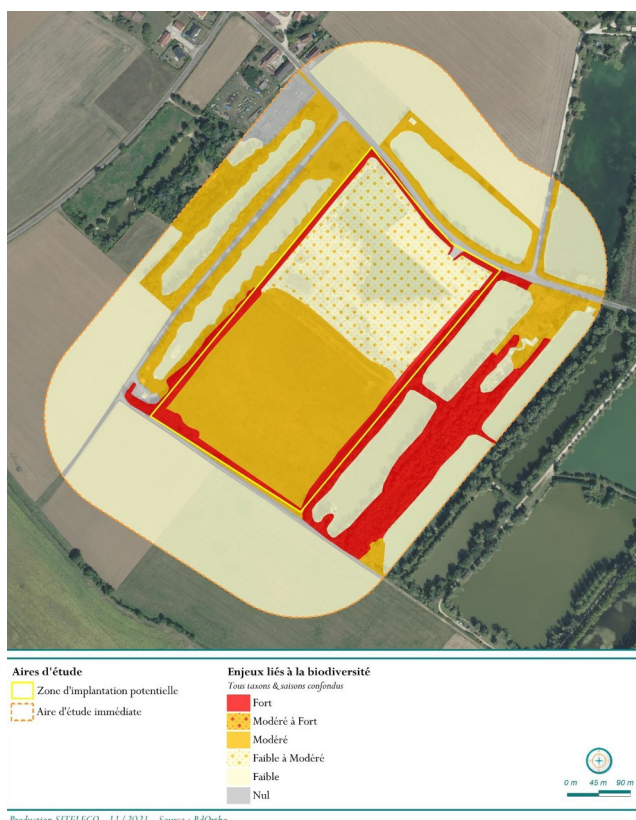 Aires d'étude
Zone d'implantation potentielle
Aire d'étude immédiate
Enjeux liés à la biodiversité
Tous taxons & saisons confondus
Fort
Modéré à Fort
Modéré
Faible à Modéré
Faible
Nul
0 m 45 m 90 m
Production SITELECO - 11 / 2021 - Source : BdOrtho